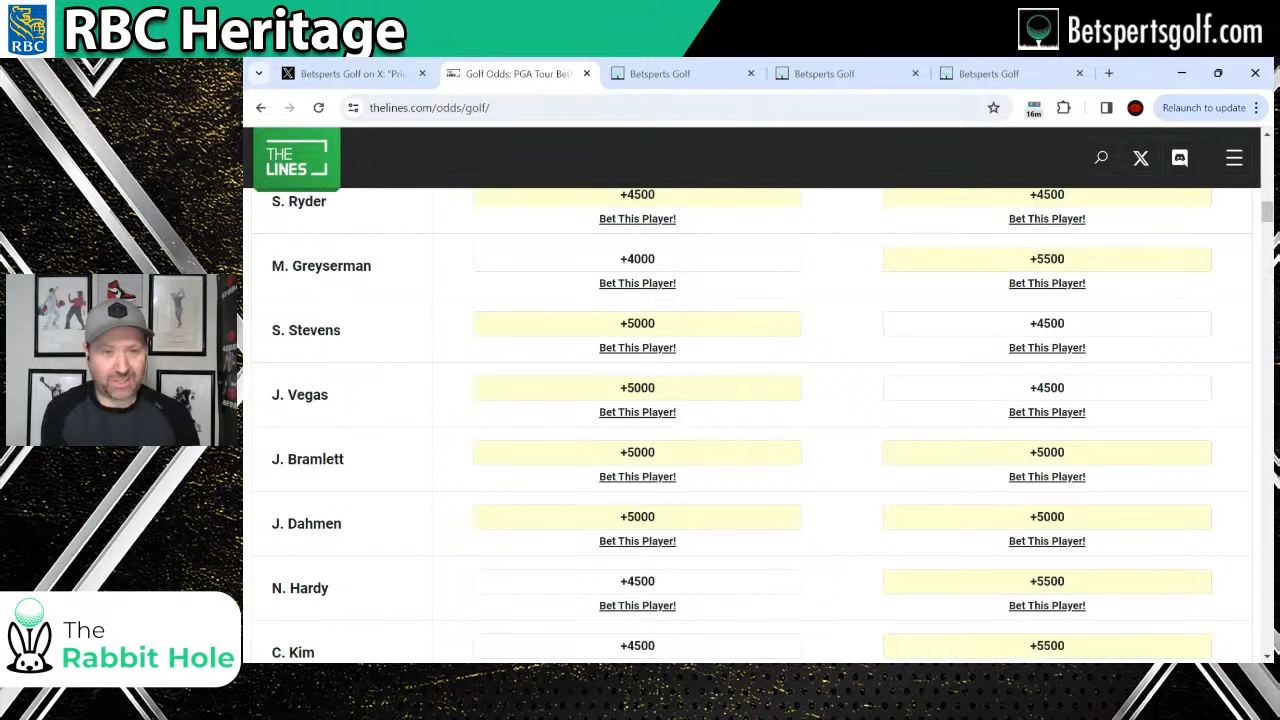 RBC
RBC Heritage
Betspertsgolf.com
Betsperts Golf on X: "Pri
Golf Odds: PGA Tour Bet
Betsperts Golf
Betsperts Golf
Betsperts Golf
thelines.com/odds/golf/
16m
Relaunch to update
THE
LINES
S. Ryder
+4500
+4500
Bet This Player!
Bet This Player!
M. Greyserman
+4000
+5500
Bet This Player!
Bet This Player!
S. Stevens
+5000
+4500
Bet This Player!
Bet This Player!
J. Vegas
+5000
+4500
Bet This Player!
Bet This Player!
J. Bramlett
+5000
+5000
Bet This Player!
Bet This Player!
J. Dahmen
+5000
+5000
Bet This Player!
Bet This Player!
N. Hardy
+4500
+5500
Bet This Player!
Bet This Player!
C. Kim
+4500
+5500
The
Rabbit Hole